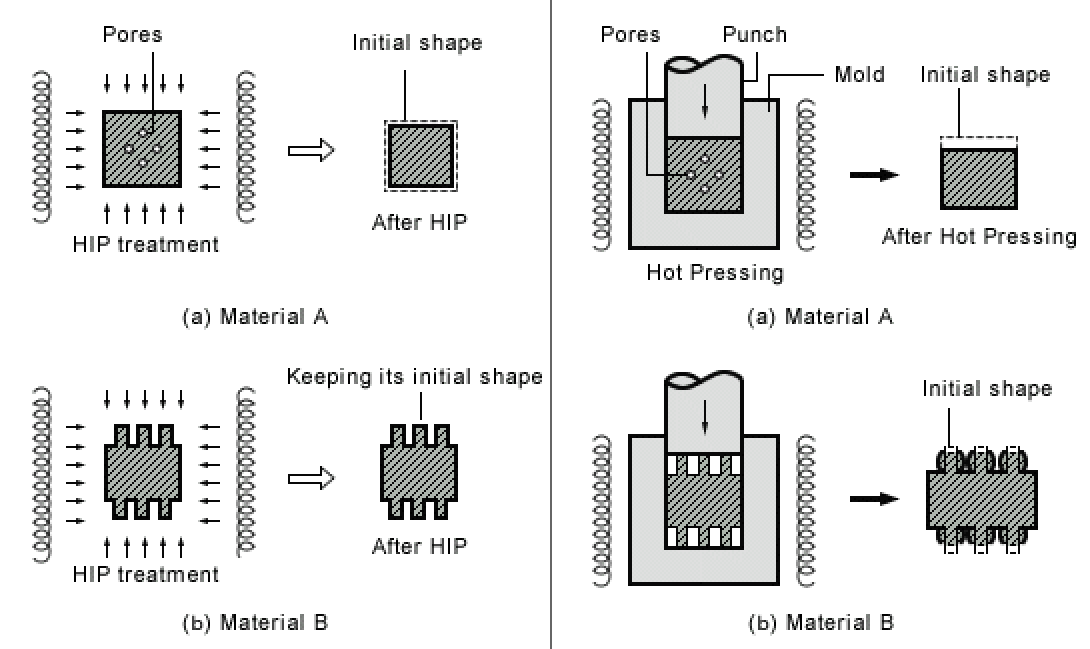 Pores
Initial shape
HIP treatment
After HIP
(a) Material A
Keeping its initial shape
HIP treatment
After HIP
(b) Material B
Pores
Punch
Mold
Initial shape
Hot Pressing
After Hot Pressing
(a) Material A
Initial shape
(b) Material B